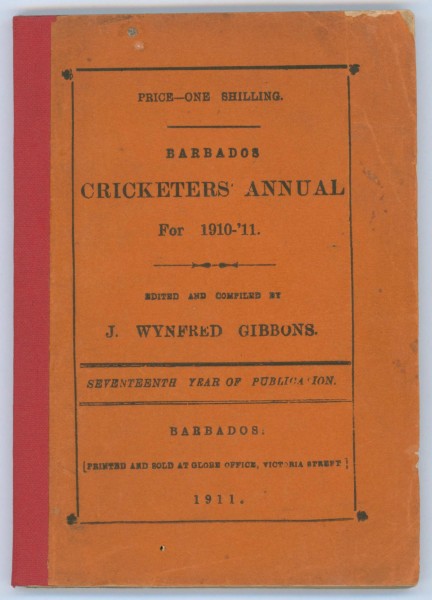 PRICE—ONE SHILLING.
BARBADOS
CRICKETERS' ANNUAL
For 1910-'11.
EDITED AND COMPILED BY
J. WYNFRED GIBBONS.
SEVENTEENTH YEAR OF PUBLICATION.
BARBADOS:
[PRINTED AND SOLD AT GLOBE OFFICE, VICTORIA STREET]
1911.